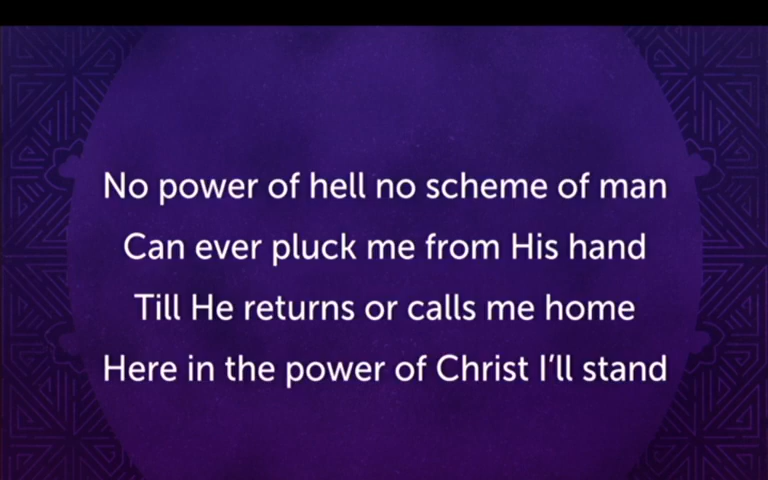 No power of hell no scheme of man
Can ever pluck me from His hand
Till He returns or calls me home
Here in the power of Christ I’ll stand